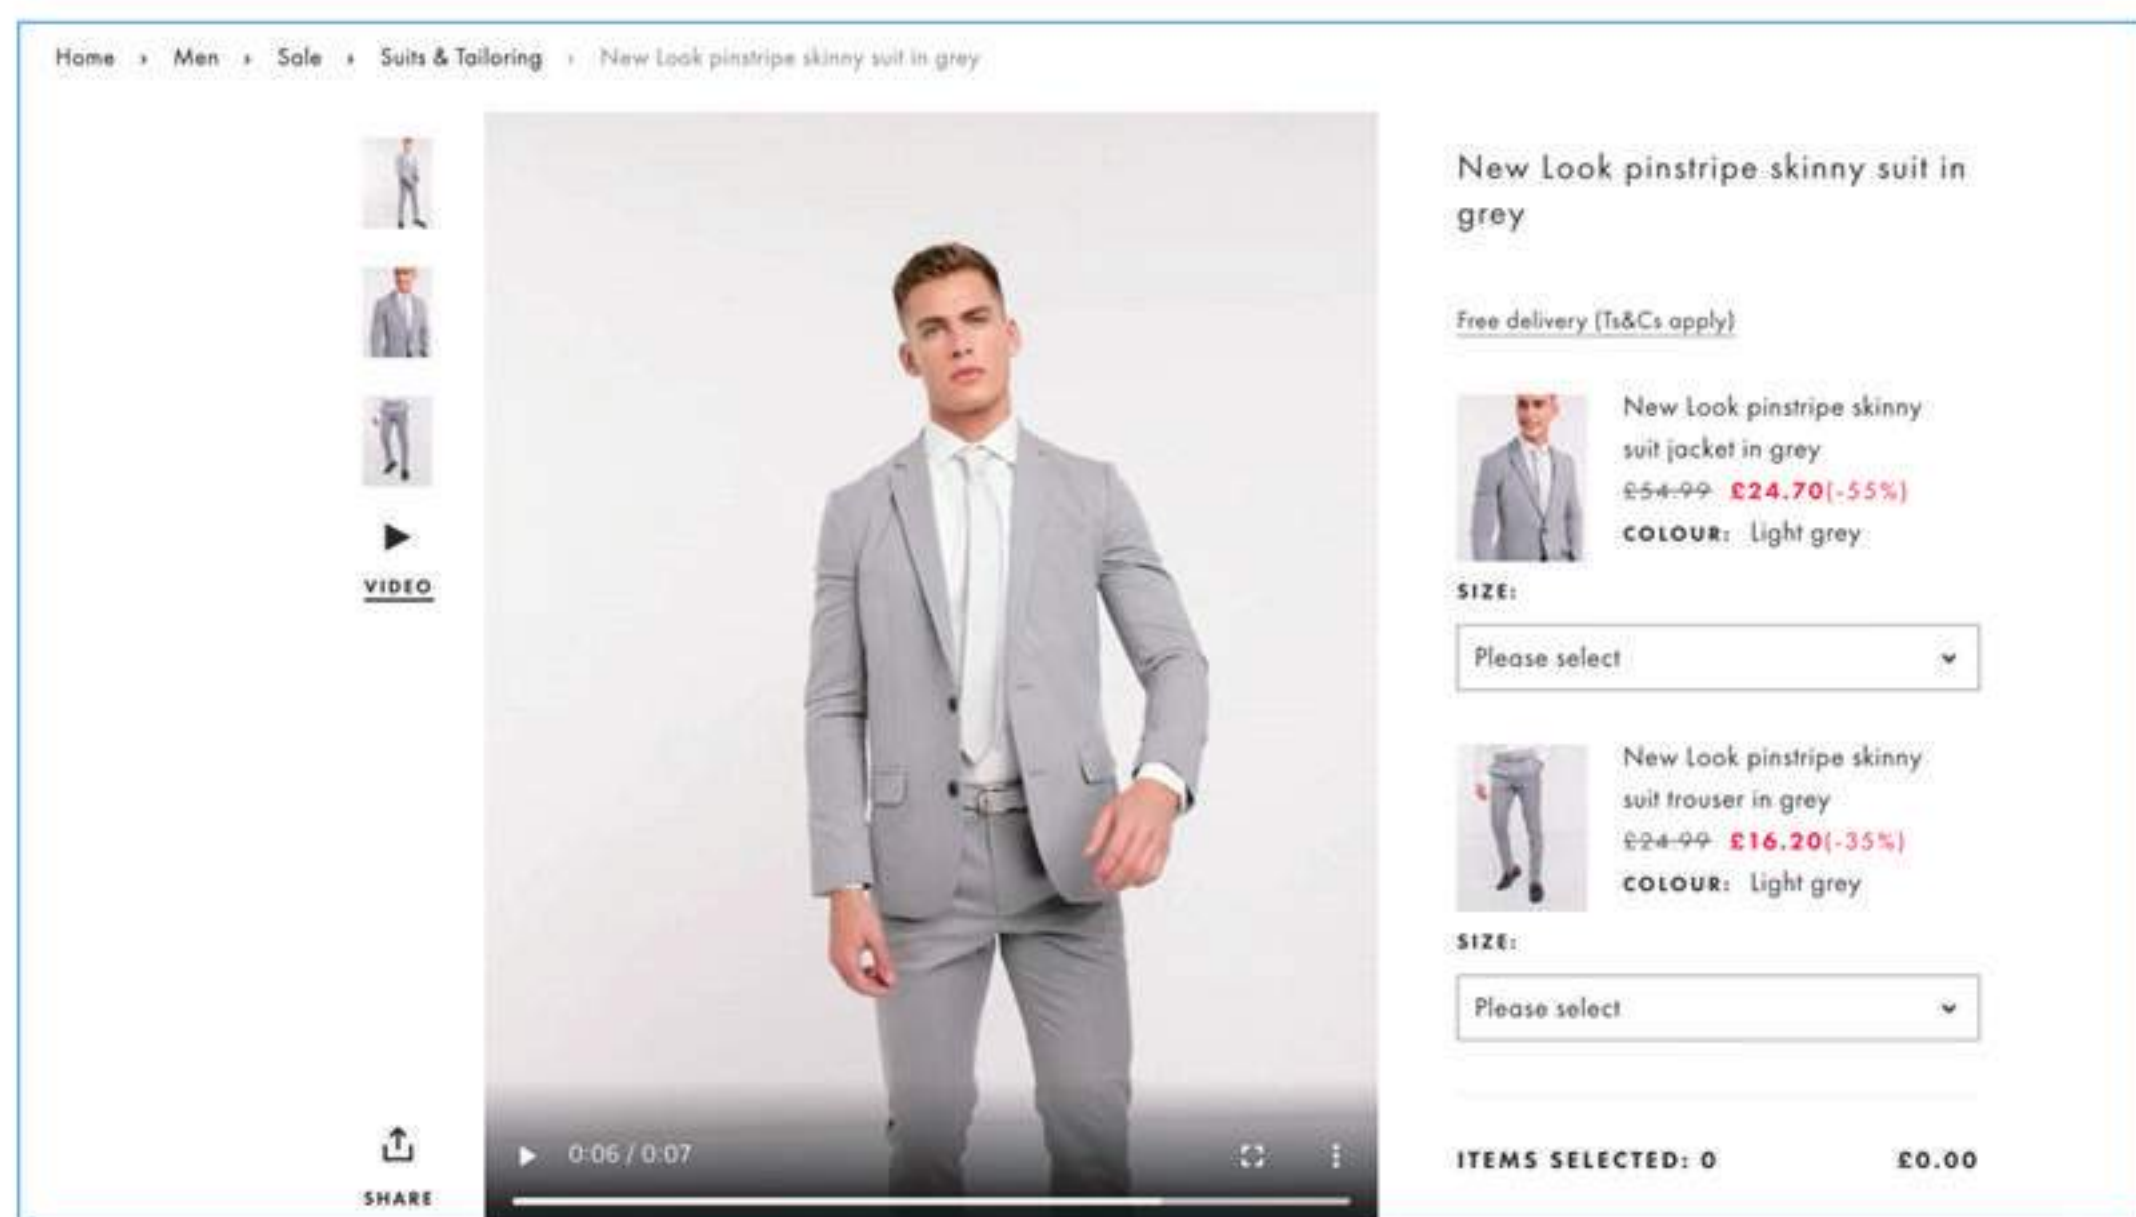 Home › Men › Sale › Suits & Tailoring › New Look pinstripe skinny suit in grey
New Look pinstripe skinny suit in
grey
Free delivery (Ts&Cs apply)
New Look pinstripe skinny
suit jacket in grey
£54.99 £24.70(-55%)
COLOUR: Light grey
SIZE:
Please select
New Look pinstripe skinny
suit trouser in grey
£24.99 £16.20(-35%)
COLOUR: Light grey
SIZE:
Please select
ITEMS SELECTED: 0 £0.00
VIDEO
SHARE
0:06 / 0:07